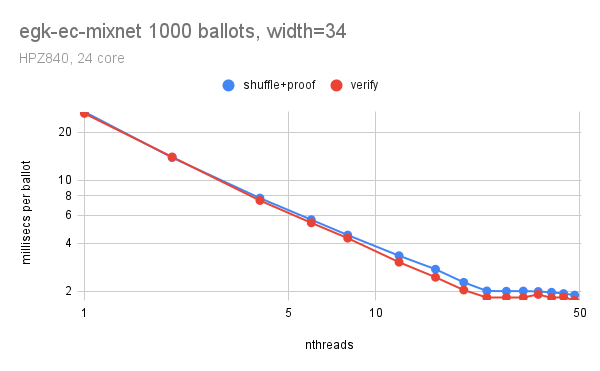 egk-ec-mixnet 1000 ballots, width=34
HPZ840, 24 core
shuffle+proof verify
millisecs per ballot
20
10
8
6
4
2
1 5 10 50
nthreads